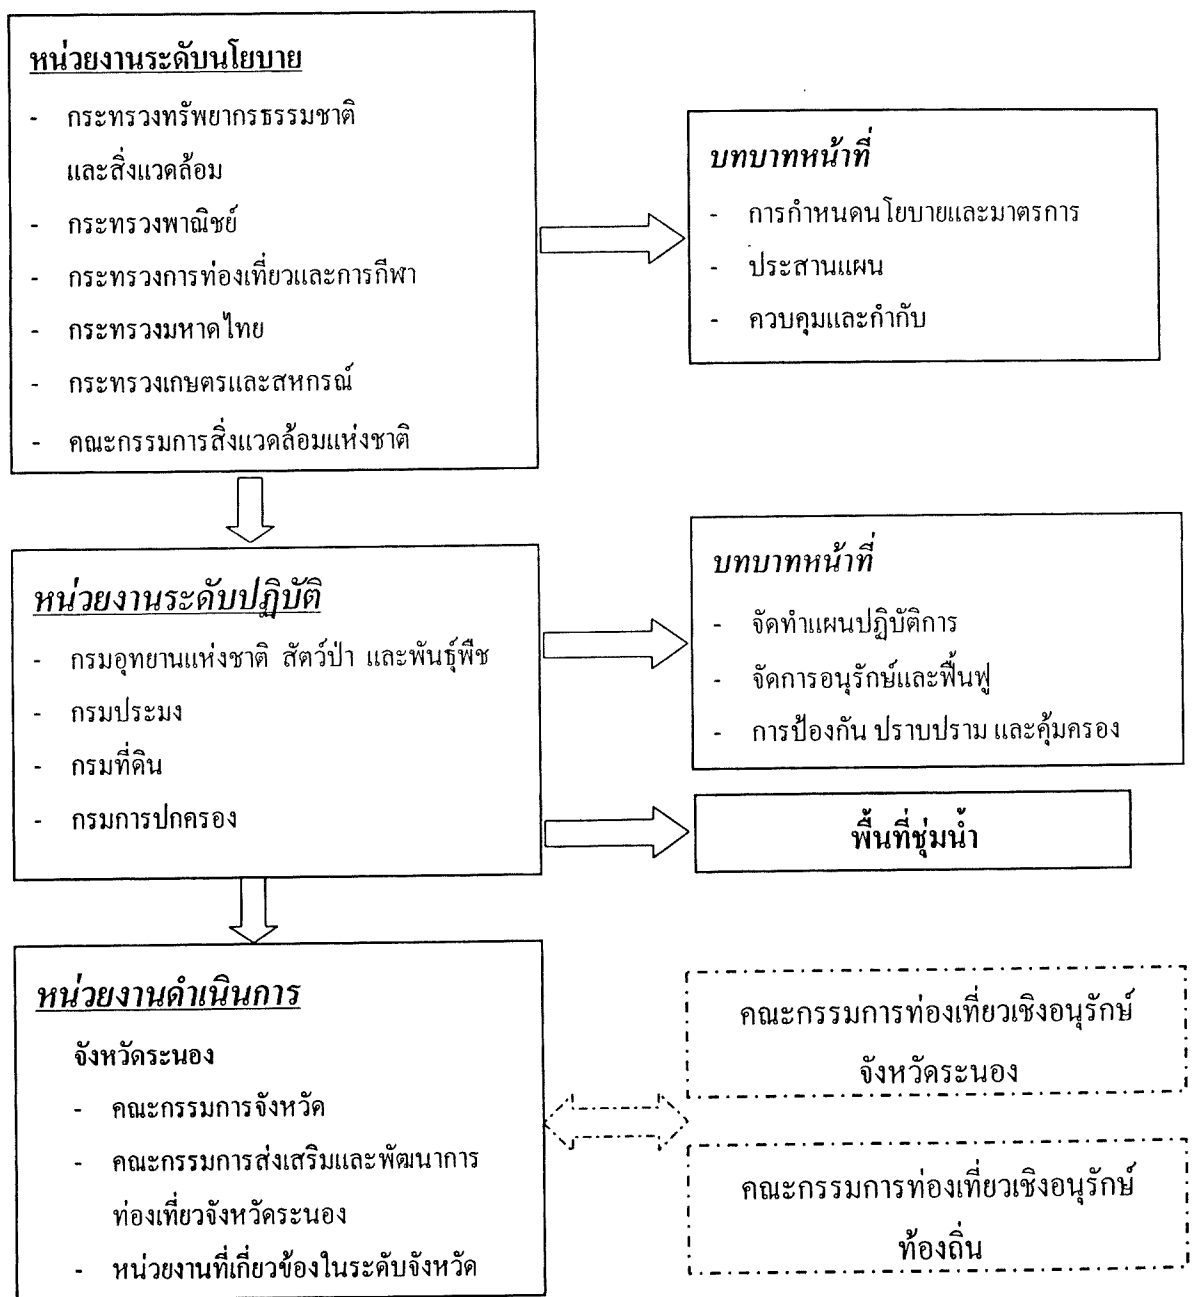 หน่วยงานระดับนโยบาย
- กระทรวงทรัพยากรธรรมชาติ
และสิ่งแวดล้อม
- กระทรวงพาณิชย์
- กระทรวงการท่องเที่ยวและการกีฬา
- กระทรวงมหาดไทย
- กระทรวงเกษตรและสหกรณ์
- คณะกรรมการสิ่งแวดล้อมแห่งชาติ
บทบาทหน้าที่
- การกำหนดนโยบายและมาตรการ
- ประสานแผน
- ควบคุมและกำกับ
หน่วยงานระดับปฏิบัติ
- กรมอุทยานแห่งชาติ สัตว์ป่า และพันธุ์พืช
- กรมประมง
- กรมที่ดิน
- กรมการปกครอง
บทบาทหน้าที่
- จัดทำแผนปฏิบัติการ
- จัดการอนุรักษ์และฟื้นฟู
- การป้องกัน ปราบปราม และคุ้มครอง
พื้นที่ชุ่มน้ำ
หน่วยงานดำเนินการ
จังหวัดระนอง
- คณะกรรมการจังหวัด
- คณะกรรมการส่งเสริมและพัฒนาการ
ท่องเที่ยวจังหวัดระนอง
- หน่วยงานที่เกี่ยวข้องในระดับจังหวัด
คณะกรรมการท่องเที่ยวเชิงอนุรักษ์
จังหวัดระนอง
คณะกรรมการท่องเที่ยวเชิงอนุรักษ์
ท้องถิ่น